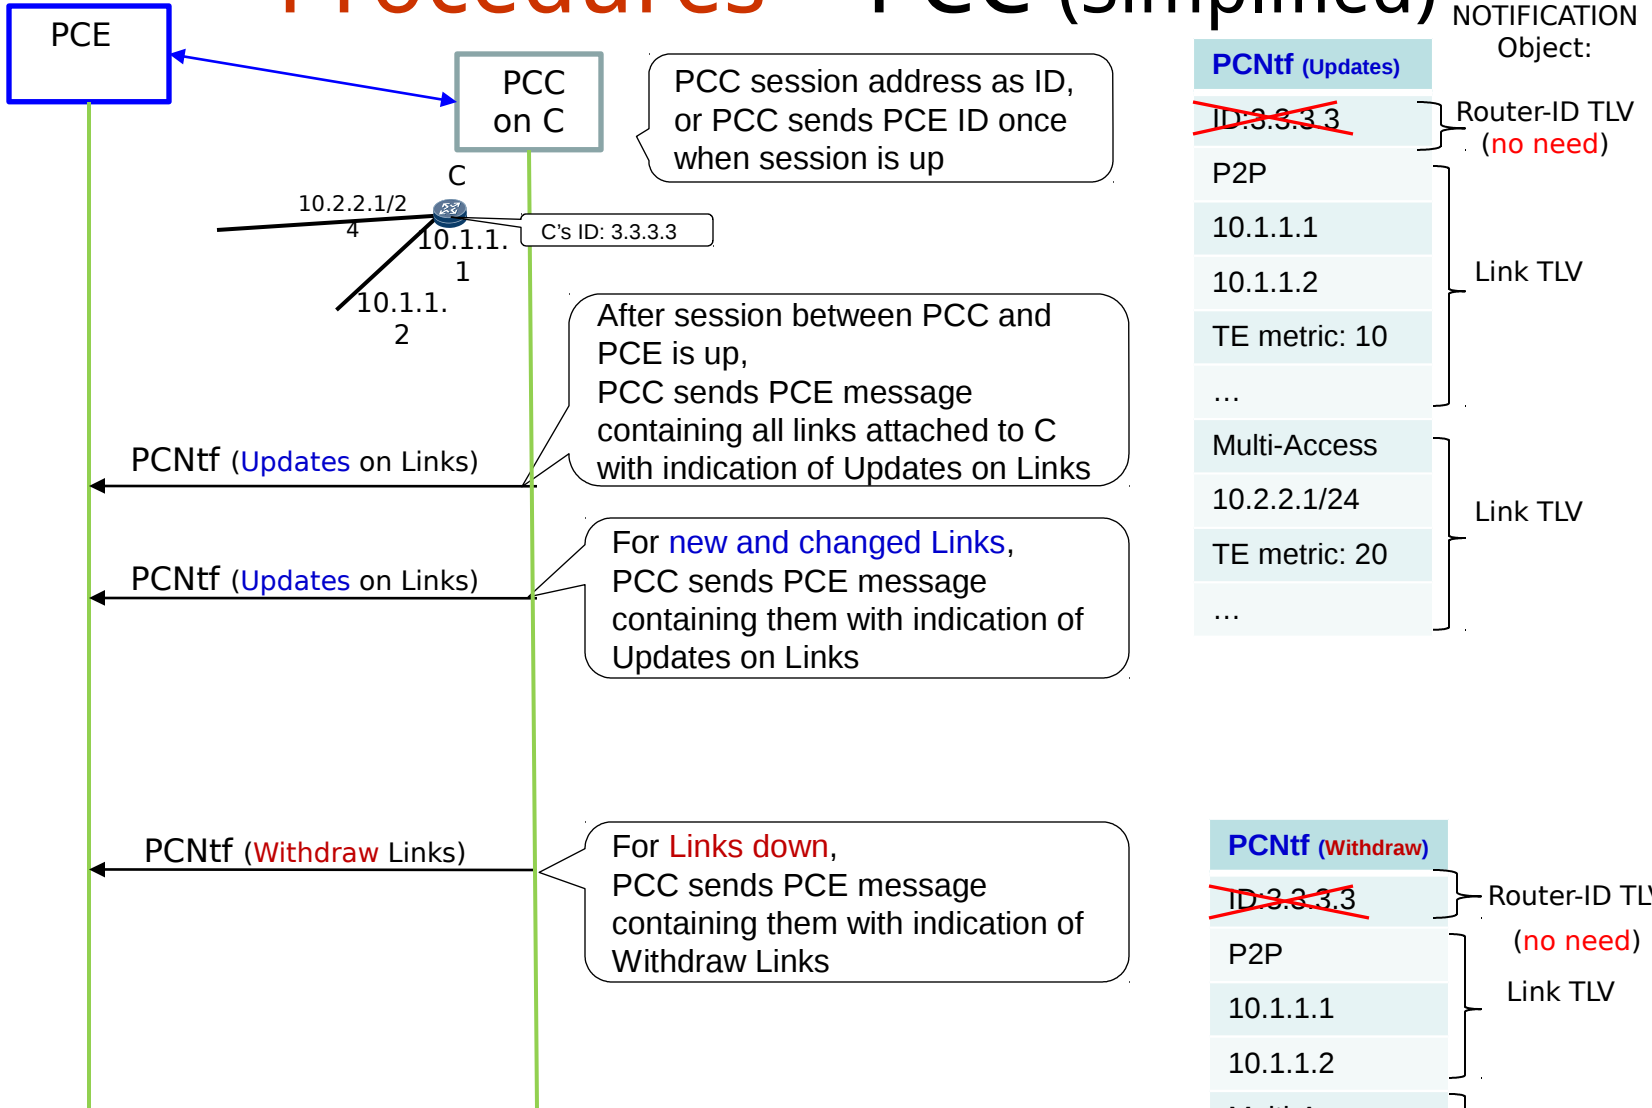 Procedures PCC (simplified)
PCE
PCC
on C
PCC session address as ID,
or PCC sends PCE ID once
when session is up
C
10.2.2.1/2
4
10.1.1.
1
10.1.1.
2
C's ID: 3.3.3.3
After session between PCC and
PCE is up,
PCC sends PCE message
containing all links attached to C
with indication of Updates on Links
PCNtf (Updates on Links)
For new and changed Links,
PCC sends PCE message
containing them with indication of
Updates on Links
PCNtf (Updates on Links)
For Links down,
PCC sends PCE message
containing them with indication of
Withdraw Links
PCNtf (Withdraw Links)
NOTIFICATION
Object:
PCNtf (Updates)
ID:3.3.3.3
Router-ID TLV
(no need)
P2P
10.1.1.1
10.1.1.2
TE metric: 10
…
Link TLV
Multi-Access
10.2.2.1/24
TE metric: 20
…
Link TLV
PCNtf (Withdraw)
ID:3.3.3.3
Router-ID TLV
(no need)
P2P
10.1.1.1
10.1.1.2
Link TLV